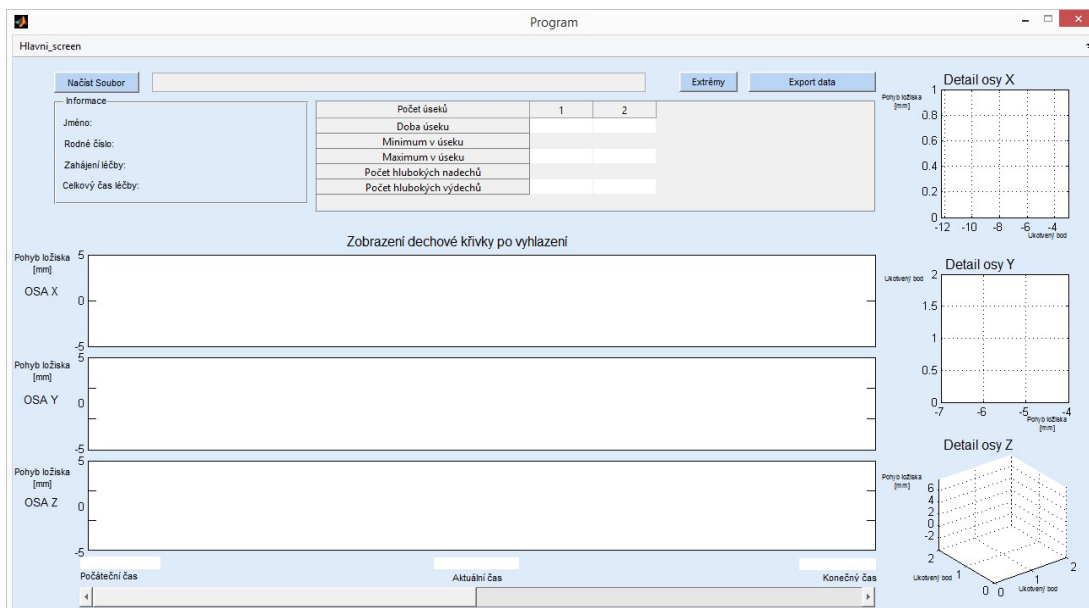 Program
Hlavni_screen
Načíst Soubor
Extrémy
Export data
Informace
Jméno:
Rodné číslo:
Zahájení léčby:
Celkový čas léčby:
Počet úseků 1 2
Doba úseku
Minimum v úseku
Maximum v úseku
Počet hlubokých nadechů
Počet hlubokých výdechů
Detail osy X
Pohyb ložiska
[mm]
1
0.8
0.6
0.4
0.2
0
-12 -10 -8 -6 -4
Ukotvený bod
Zobrazení dechové křivky po vyhlazení
Pohyb ložiska
[mm]
OSA X
5
0
-5
Pohyb ložiska
[mm]
OSA Y
5
0
-5
Pohyb ložiska
[mm]
OSA Z
5
0
-5
Detail osy Y
Ukotvený bod
2
1.5
1
0.5
0
-7 -6 -5 -4
Pohyb ložiska
[mm]
Detail osy Z
Pohyb ložiska
[mm]
6
4
2
0
-2
2
1
0
0
1
2
Ukotvený bod
Ukotvený bod
Počáteční čas
Aktuální čas
Konečný čas